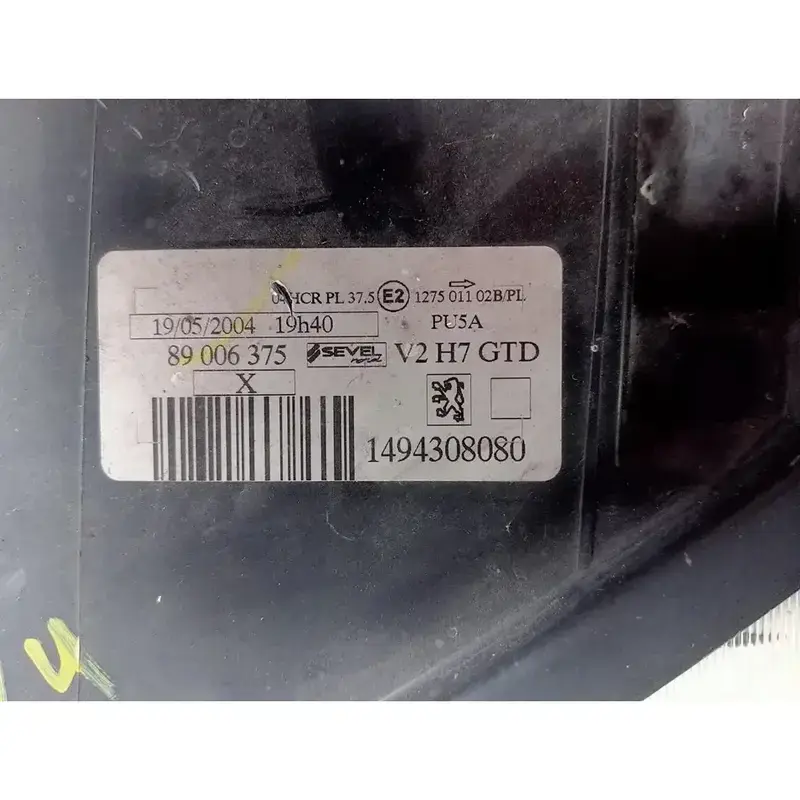 HCR PL 37.5 E2 1275 011 02B/PL
19/05/2004 19h40 PU5A
89 006 375 SEVEL V2 H7 GTD
X
1494308080